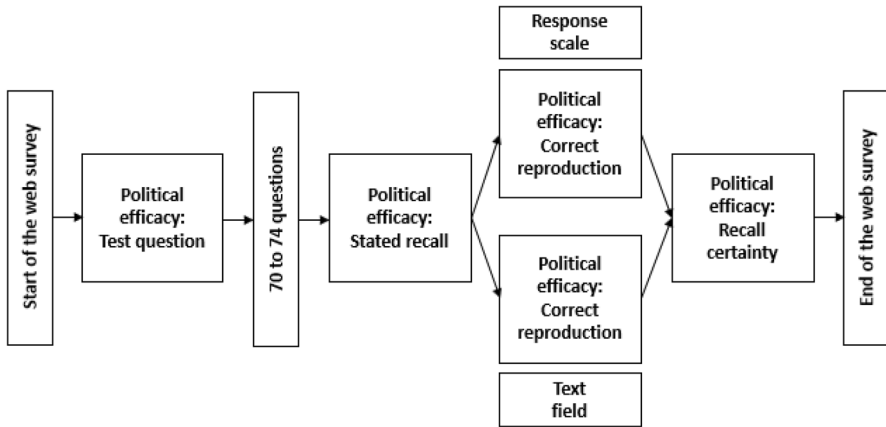 Start of the web survey
Political
efficacy:
Test question
70 to 74 questions
Political
efficacy:
Stated recall
Response
scale
Political
efficacy:
Correct
reproduction
Political
efficacy:
Correct
reproduction
Text
field
Political
efficacy:
Recall
certainty
End of the web survey